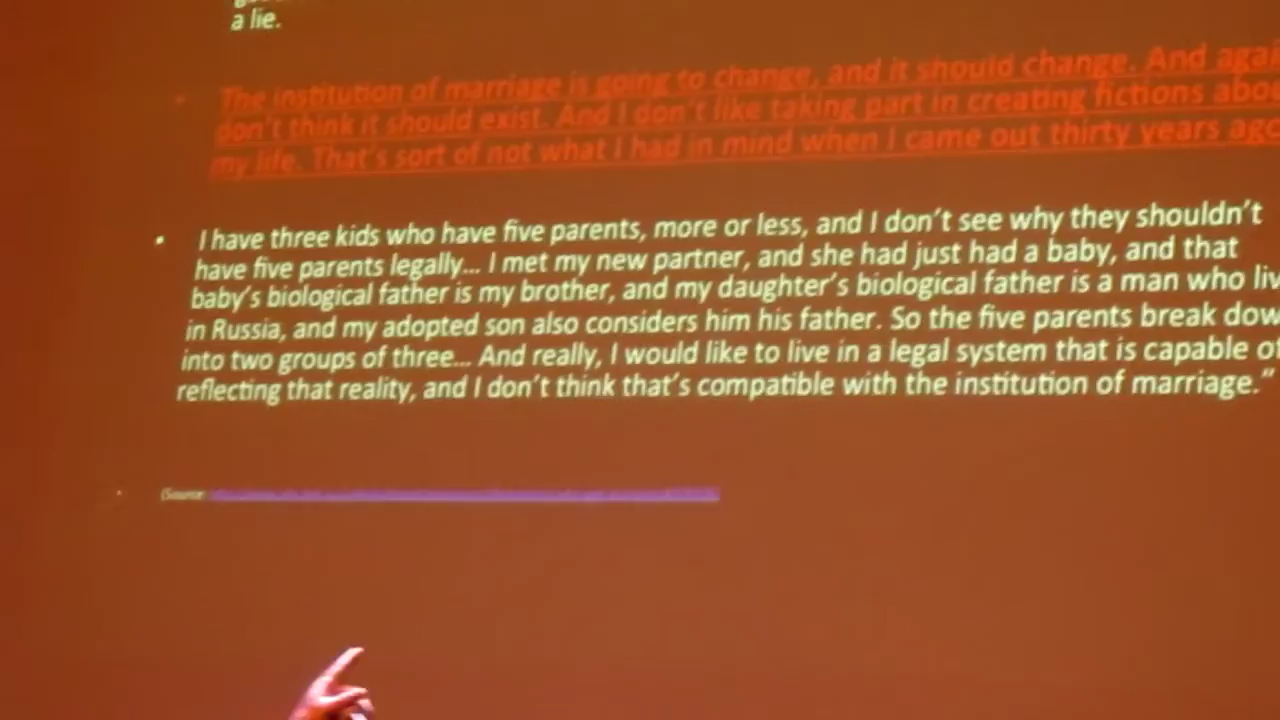 a lie.
• The institution of marriage is going to change, and it should change. And again
don't think it should exist. And I don't like taking part in creating fictions abou
my life. That's sort of not what I had in mind when I came out thirty years ago
• I have three kids who have five parents, more or less, and I don't see why they shouldn't
have five parents legally... I met my new partner, and she had just had a baby, and that
baby's biological father is my brother, and my daughter's biological father is a man who liv
in Russia, and my adopted son also considers him his father. So the five parents break dow
into two groups of three... And really, I would like to live in a legal system that is capable of
reflecting that reality, and I don't think that's compatible with the institution of marriage."
• (Source